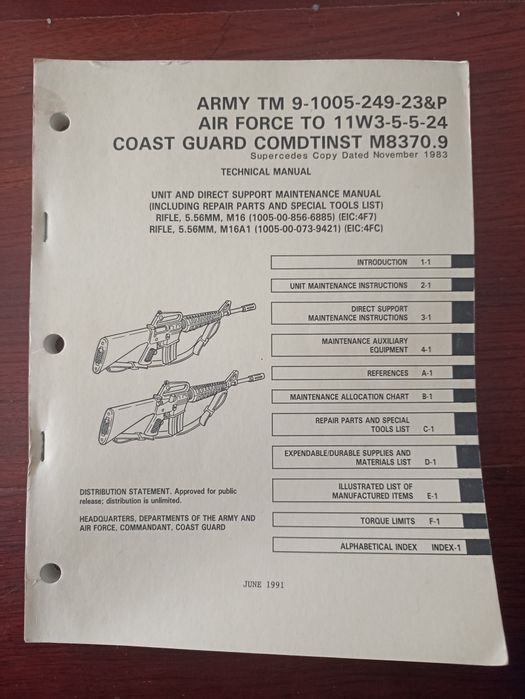 ARMY TM 9-1005-249-23&P
AIR FORCE TO 11W3-5-5-24
COAST GUARD COMDTINST M8370.9
Supercedes Copy Dated November 1983
TECHNICAL MANUAL
UNIT AND DIRECT SUPPORT MAINTENANCE MANUAL
(INCLUDING REPAIR PARTS AND SPECIAL TOOLS LIST)
RIFLE, 5.56MM, M16 (1005-00-856-6885) (EIC:4F7)
RIFLE, 5.56MM, M16A1 (1005-00-073-9421) (EIC:4FC)
INTRODUCTION 1-1
UNIT MAINTENANCE INSTRUCTIONS 2-1
DIRECT SUPPORT
MAINTENANCE INSTRUCTIONS 3-1
MAINTENANCE AUXILIARY
EQUIPMENT 4-1
REFERENCES A-1
MAINTENANCE ALLOCATION CHART B-1
REPAIR PARTS AND SPECIAL
TOOLS LIST C-1
EXPENDABLE/DURABLE SUPPLIES AND
MATERIALS LIST D-1
ILLUSTRATED LIST OF
MANUFACTURED ITEMS E-1
TORQUE LIMITS F-1
ALPHABETICAL INDEX INDEX-1
DISTRIBUTION STATEMENT. Approved for public
release; distribution is unlimited.
HEADQUARTERS, DEPARTMENTS OF THE ARMY AND
AIR FORCE, COMMANDANT, COAST GUARD
JUNE 1991